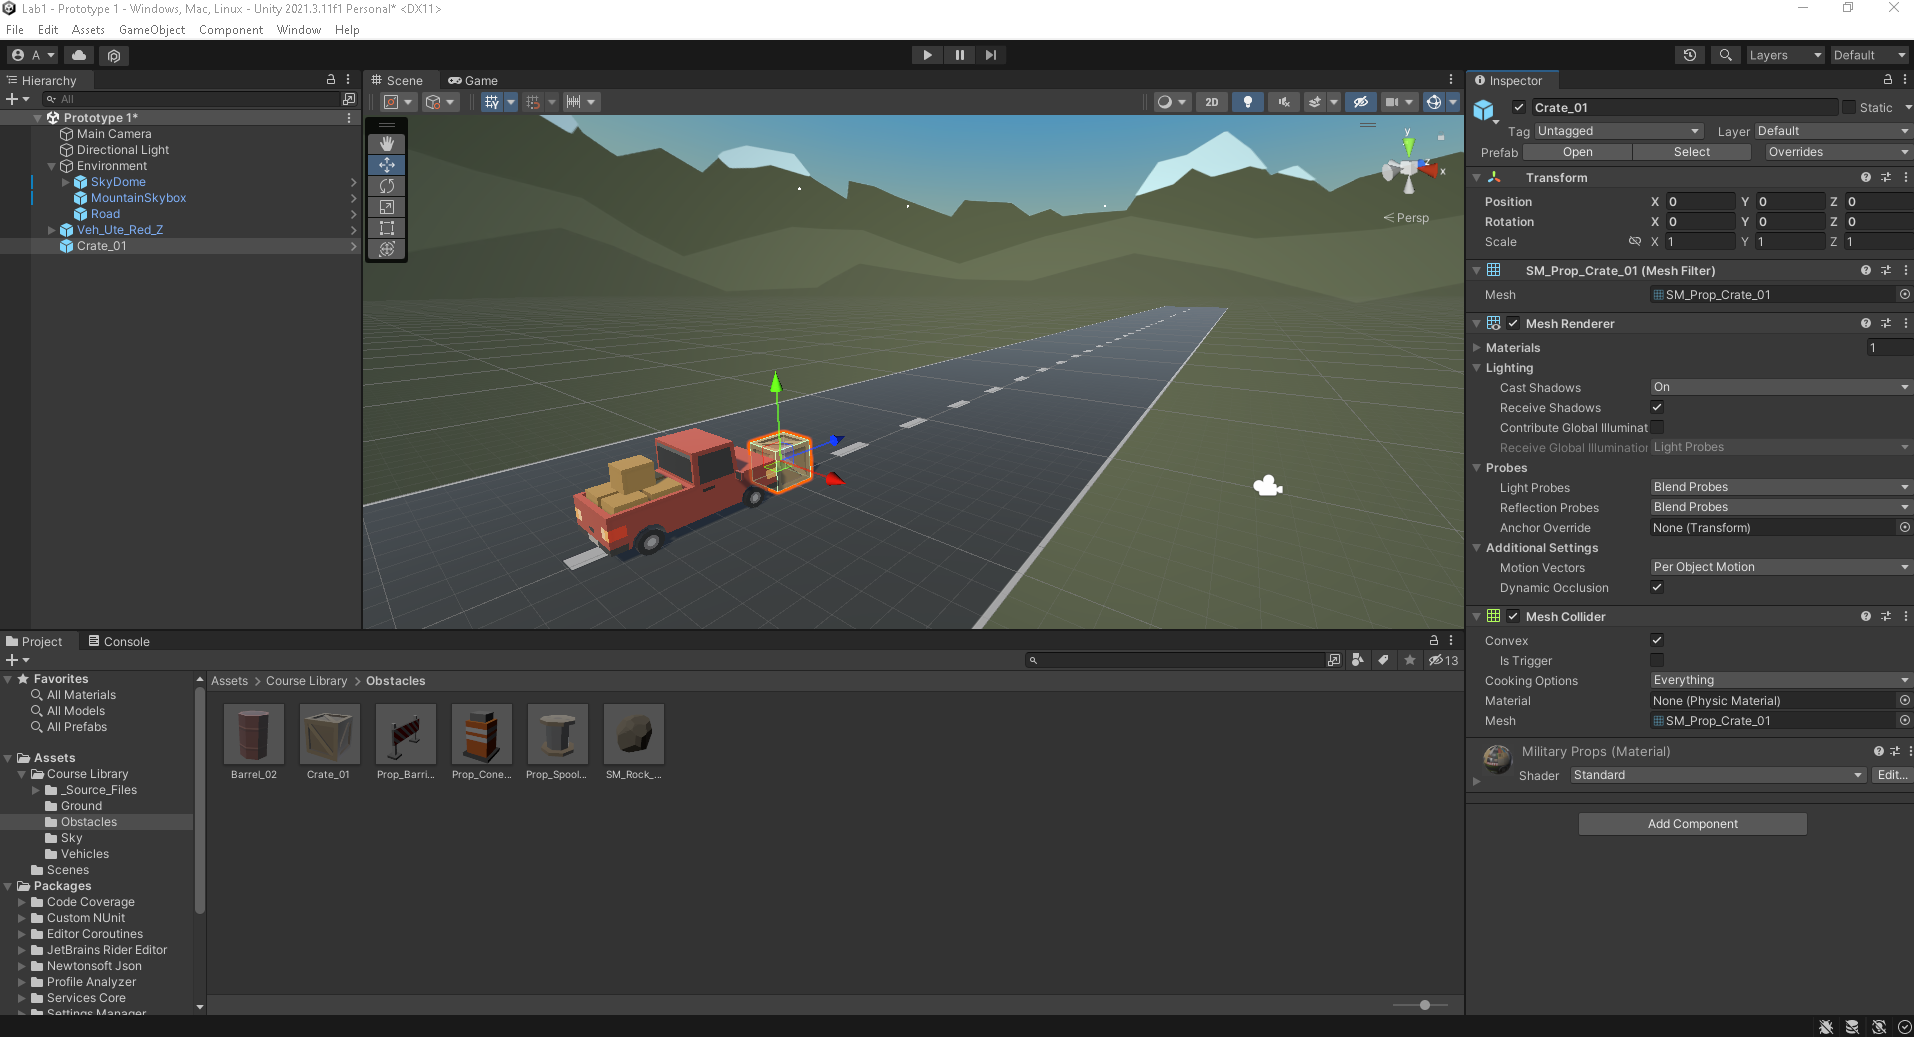 Lab1 - Prototype 1 - Windows, Mac, Linux - Unity 2021.3.11f1 Personal* <DX11>
File Edit Assets GameObject Component Window Help
A
Layers
Default
Hierarchy
All
Prototype 1*
Main Camera
Directional Light
Environment
SkyDome
MountainSkybox
Road
Veh_Ute_Red_Z
Crate_01
Scene
Game
2D
y
z
x
Persp
Inspector
Crate_01
Static
Tag Untagged Layer Default
Prefab Open Select Overrides
Transform
Position X 0 Y 0 Z 0
Rotation X 0 Y 0 Z 0
Scale X 1 Y 1 Z 1
SM_Prop_Crate_01 (Mesh Filter)
Mesh SM_Prop_Crate_01
Mesh Renderer
Materials 1
Lighting
Cast Shadows On
Receive Shadows
Contribute Global Illuminat
Receive Global Illumination Light Probes
Probes
Light Probes Blend Probes
Reflection Probes Blend Probes
Anchor Override None (Transform)
Additional Settings
Motion Vectors Per Object Motion
Dynamic Occlusion
Mesh Collider
Convex
Is Trigger
Cooking Options Everything
Material None (Physic Material)
Mesh SM_Prop_Crate_01
Military Props (Material)
Shader Standard Edit...
Add Component
Project
Console
13
Favorites
All Materials
All Models
All Prefabs
Assets
Course Library
_Source_Files
Ground
Obstacles
Sky
Vehicles
Scenes
Packages
Code Coverage
Custom NUnit
Editor Coroutines
JetBrains Rider Editor
Newtonsoft Json
Profile Analyzer
Services Core
Settings Manager
Assets > Course Library > Obstacles
Barrel_02
Crate_01
Prop_Barri...
Prop_Cone...
Prop_Spool...
SM_Rock_...